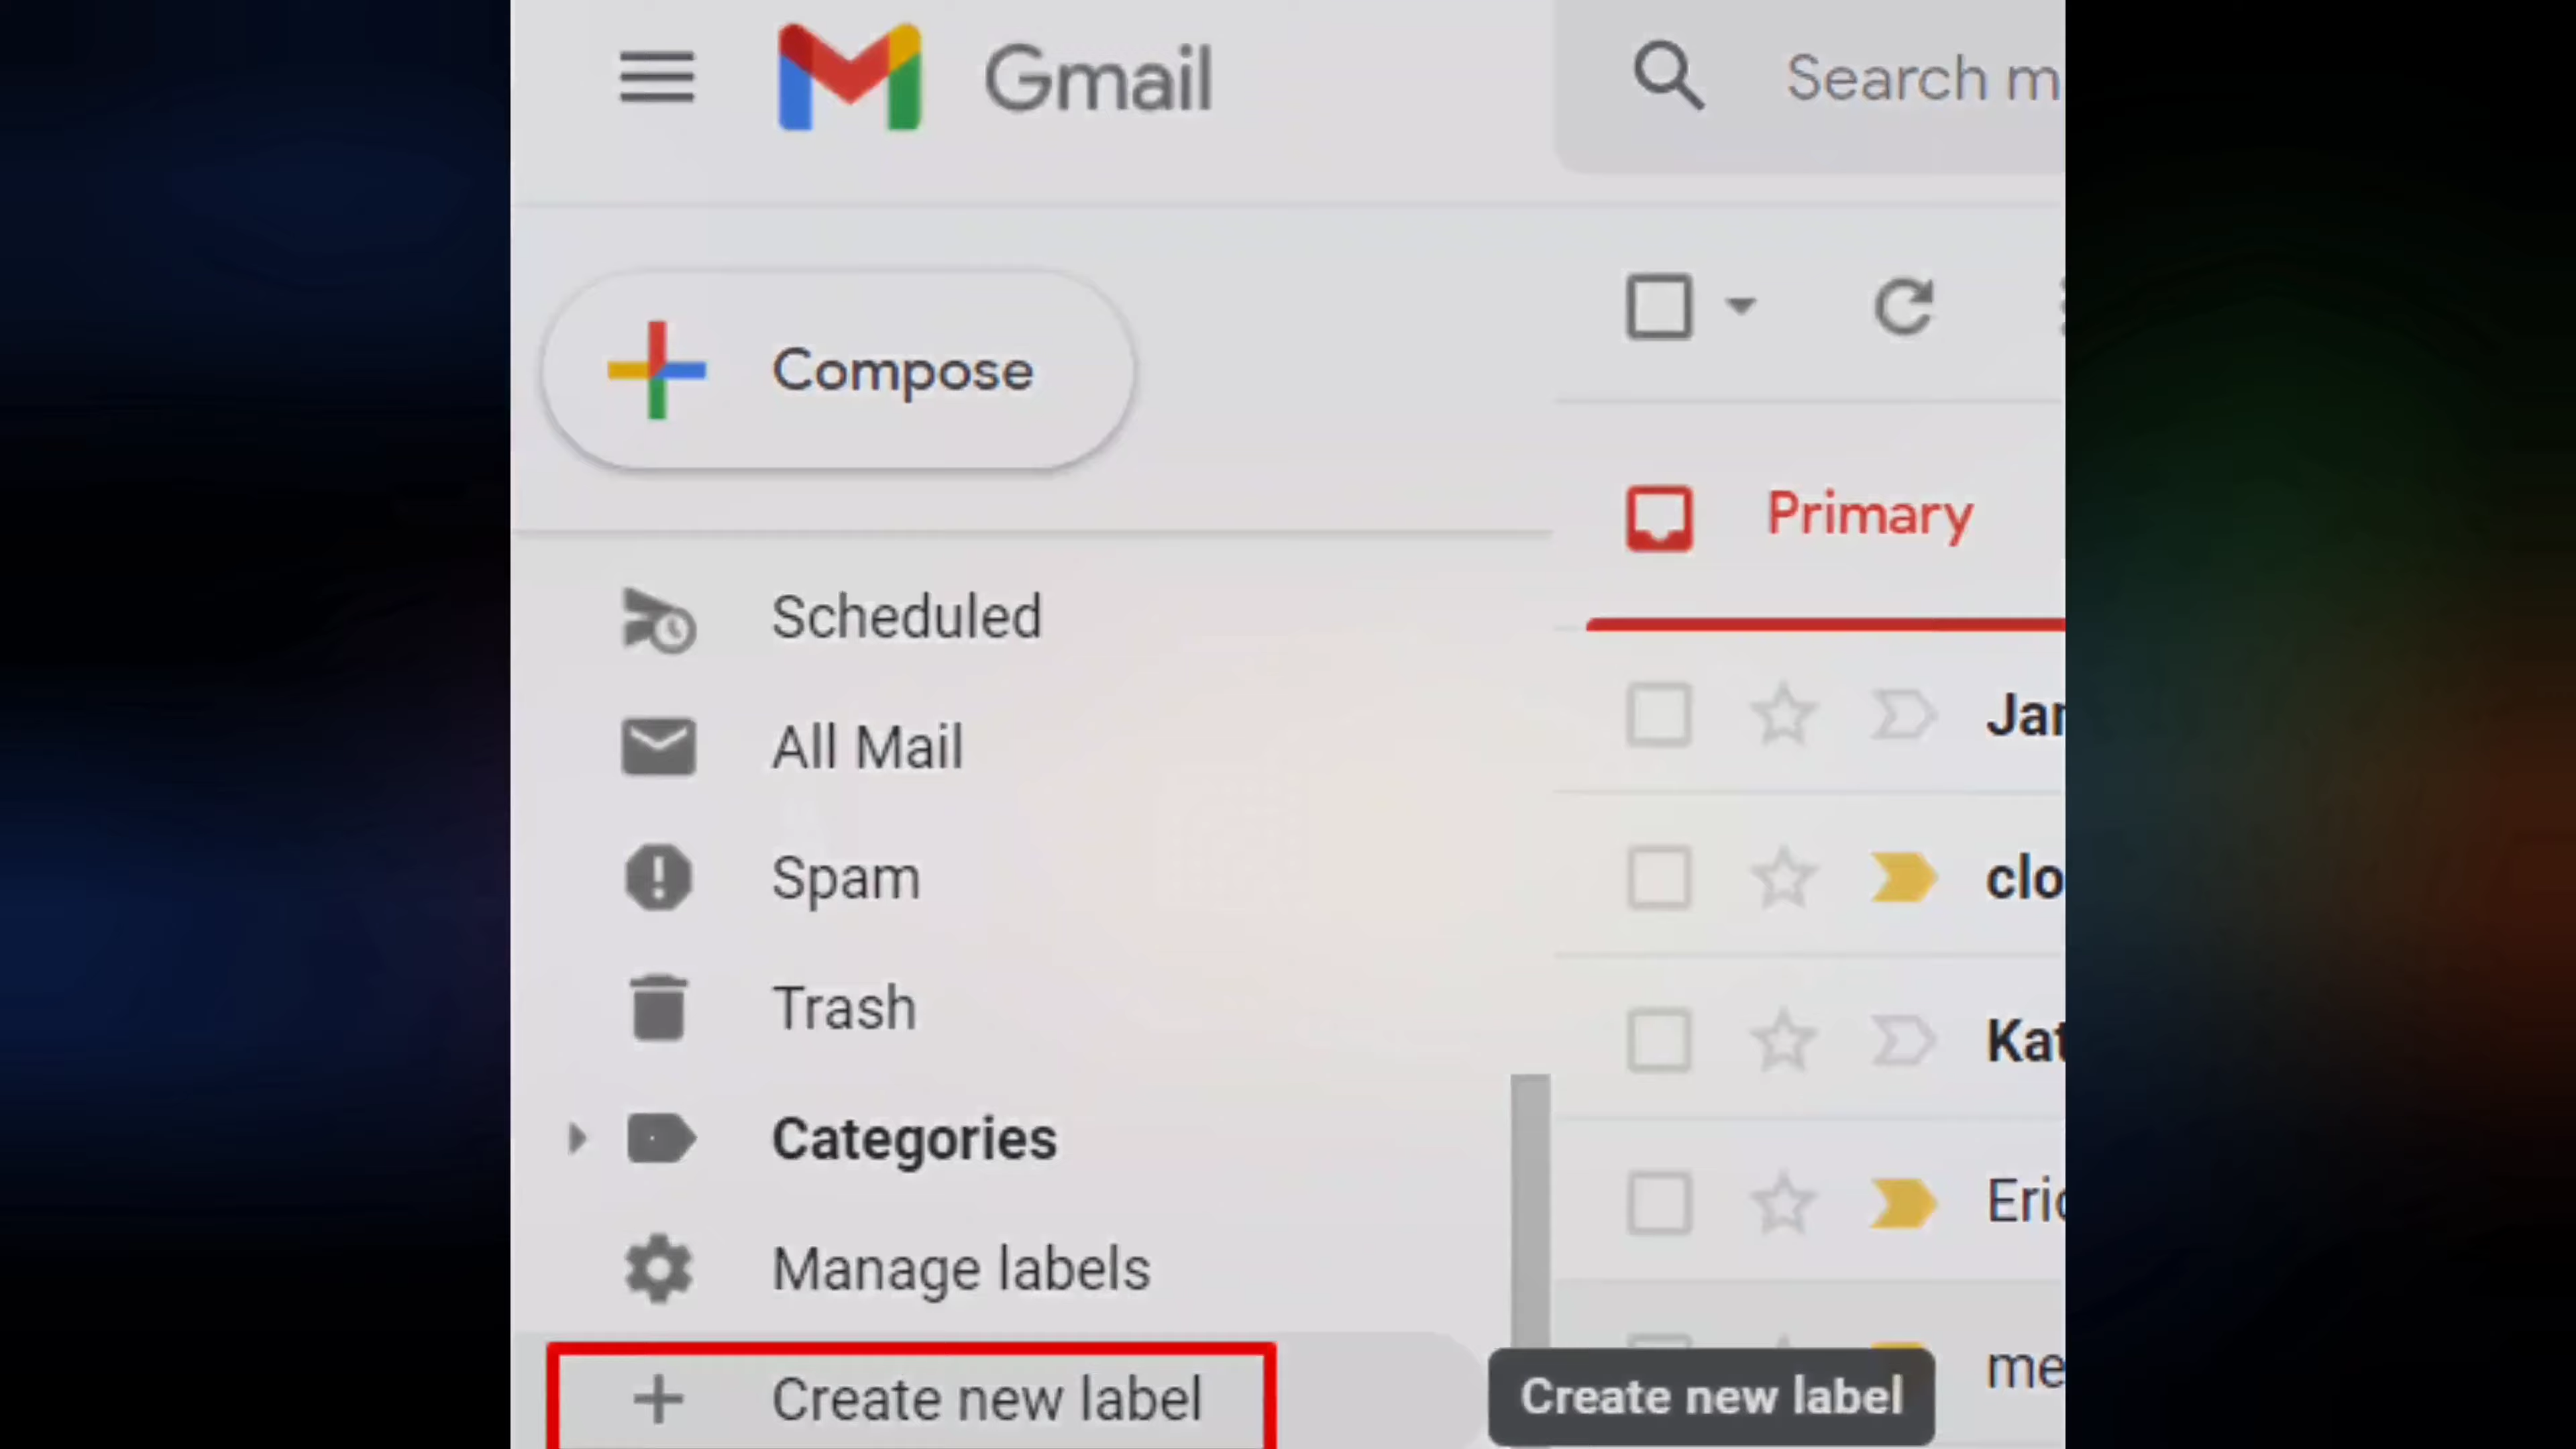 Gmail
Search m
Compose
Primary
Scheduled
All Mail
Jar
Spam
clo
Trash
Kat
Categories
Eric
Manage labels
me
Create new label
Create new label